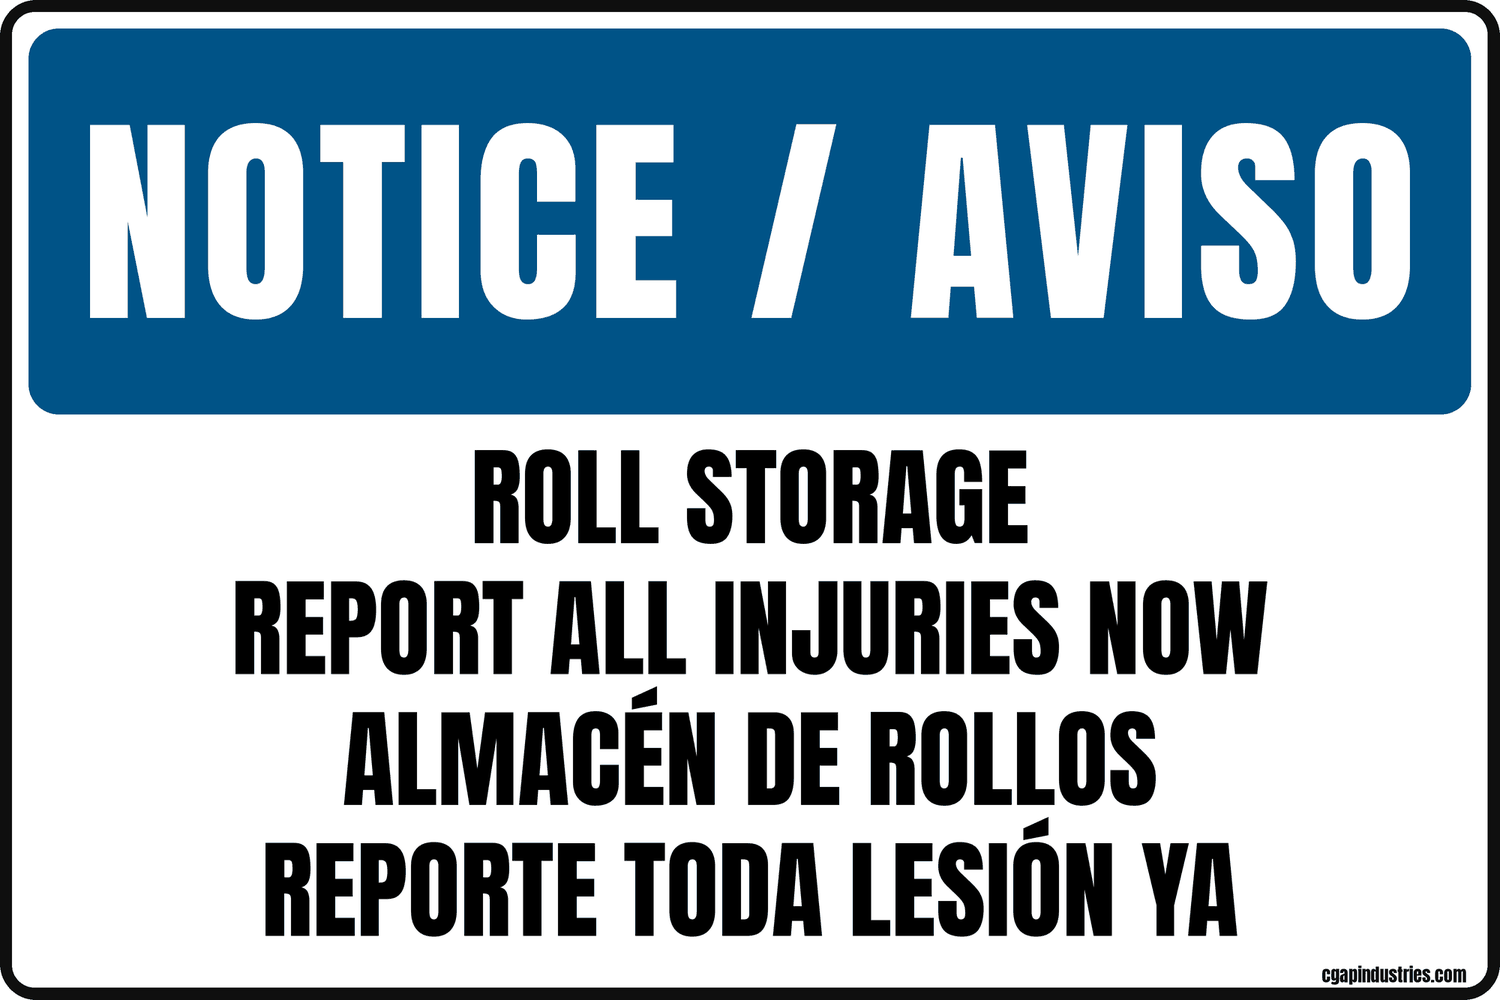 NOTICE / AVISO
ROLL STORAGE
REPORT ALL INJURIES NOW
ALMACÉN DE ROLLOS
REPORTE TODA LESIÓN YA
cgapindustries.com